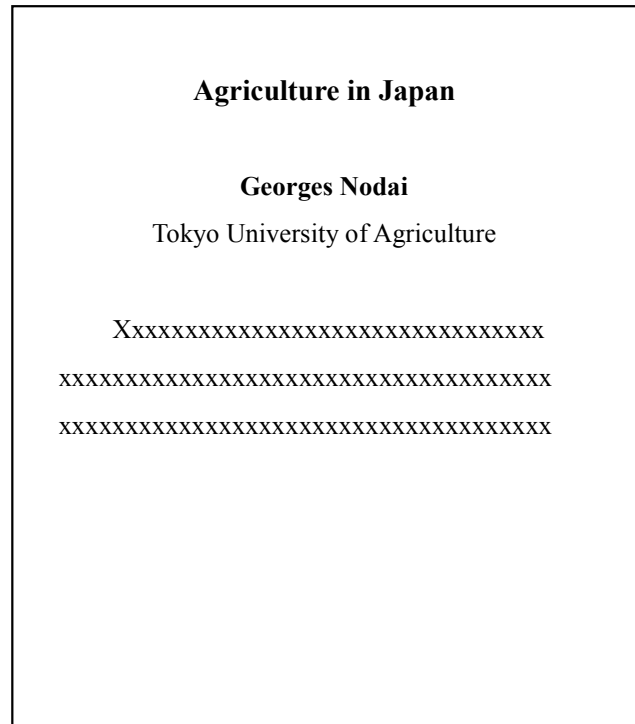 Agriculture in Japan
Georges Nodai
Tokyo University of Agriculture
Xxxxxxxxxxxxxxxxxxxxxxxxxxxxxxxx
xxxxxxxxxxxxxxxxxxxxxxxxxxxxxxxxxxxxx
xxxxxxxxxxxxxxxxxxxxxxxxxxxxxxxxxxxxx